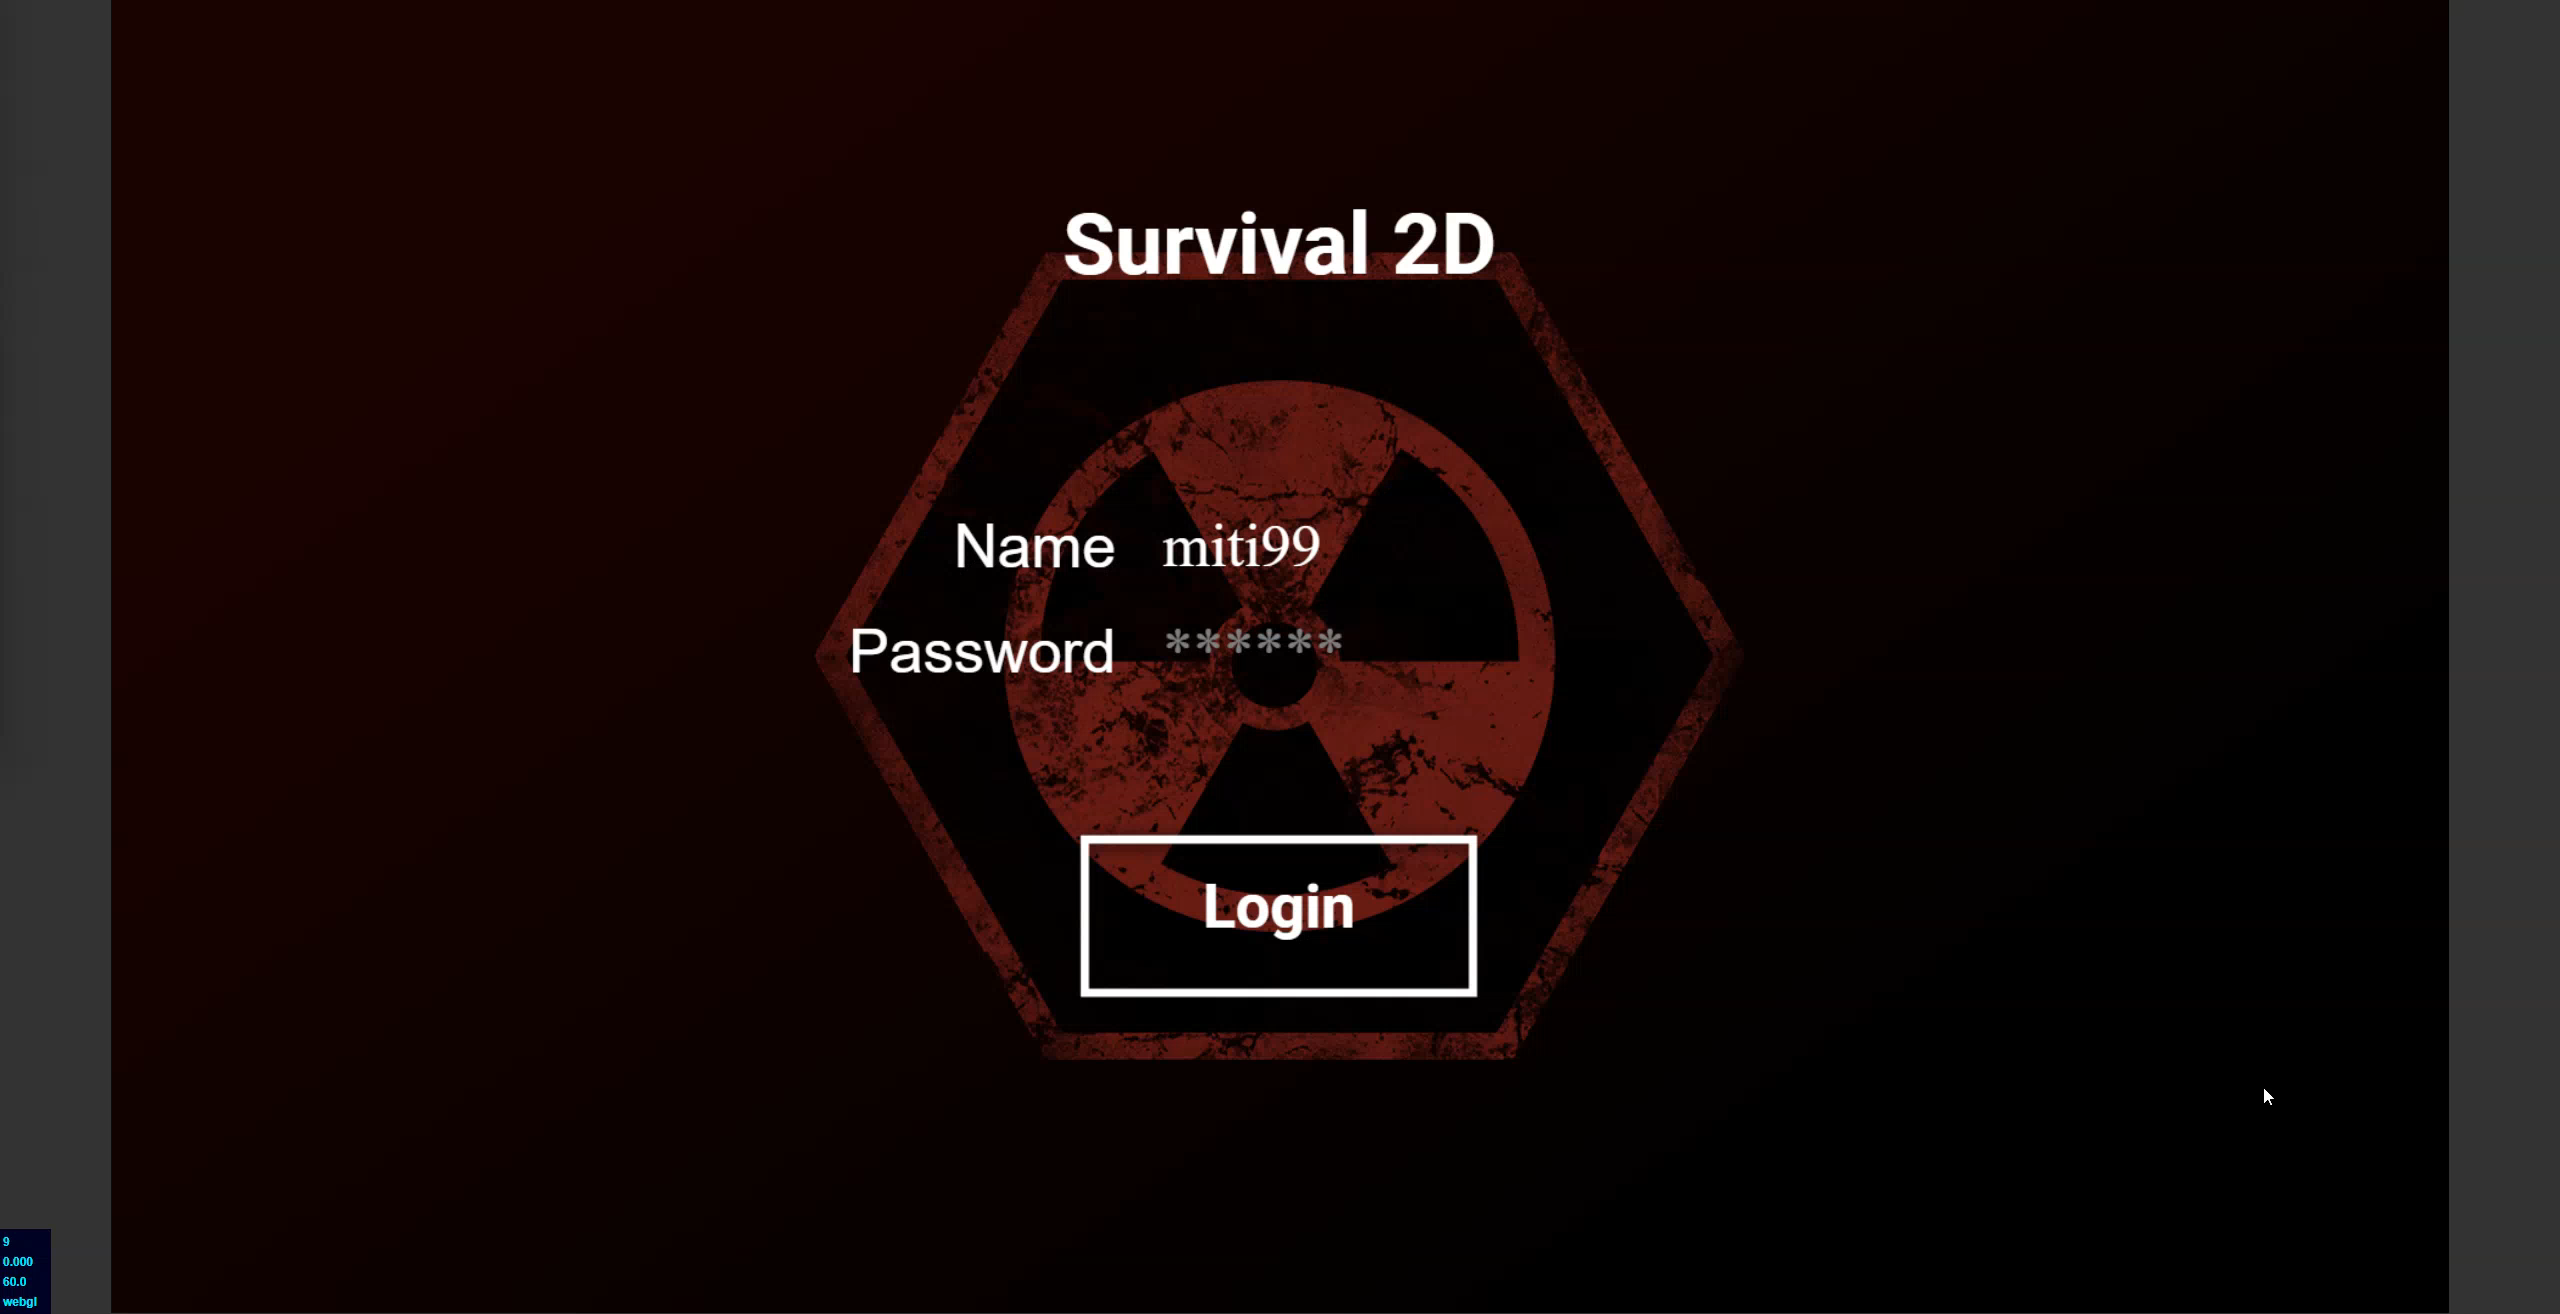 Survival 2D
Name miti99
Password ******
Login
9
0.000
60.0
webgl